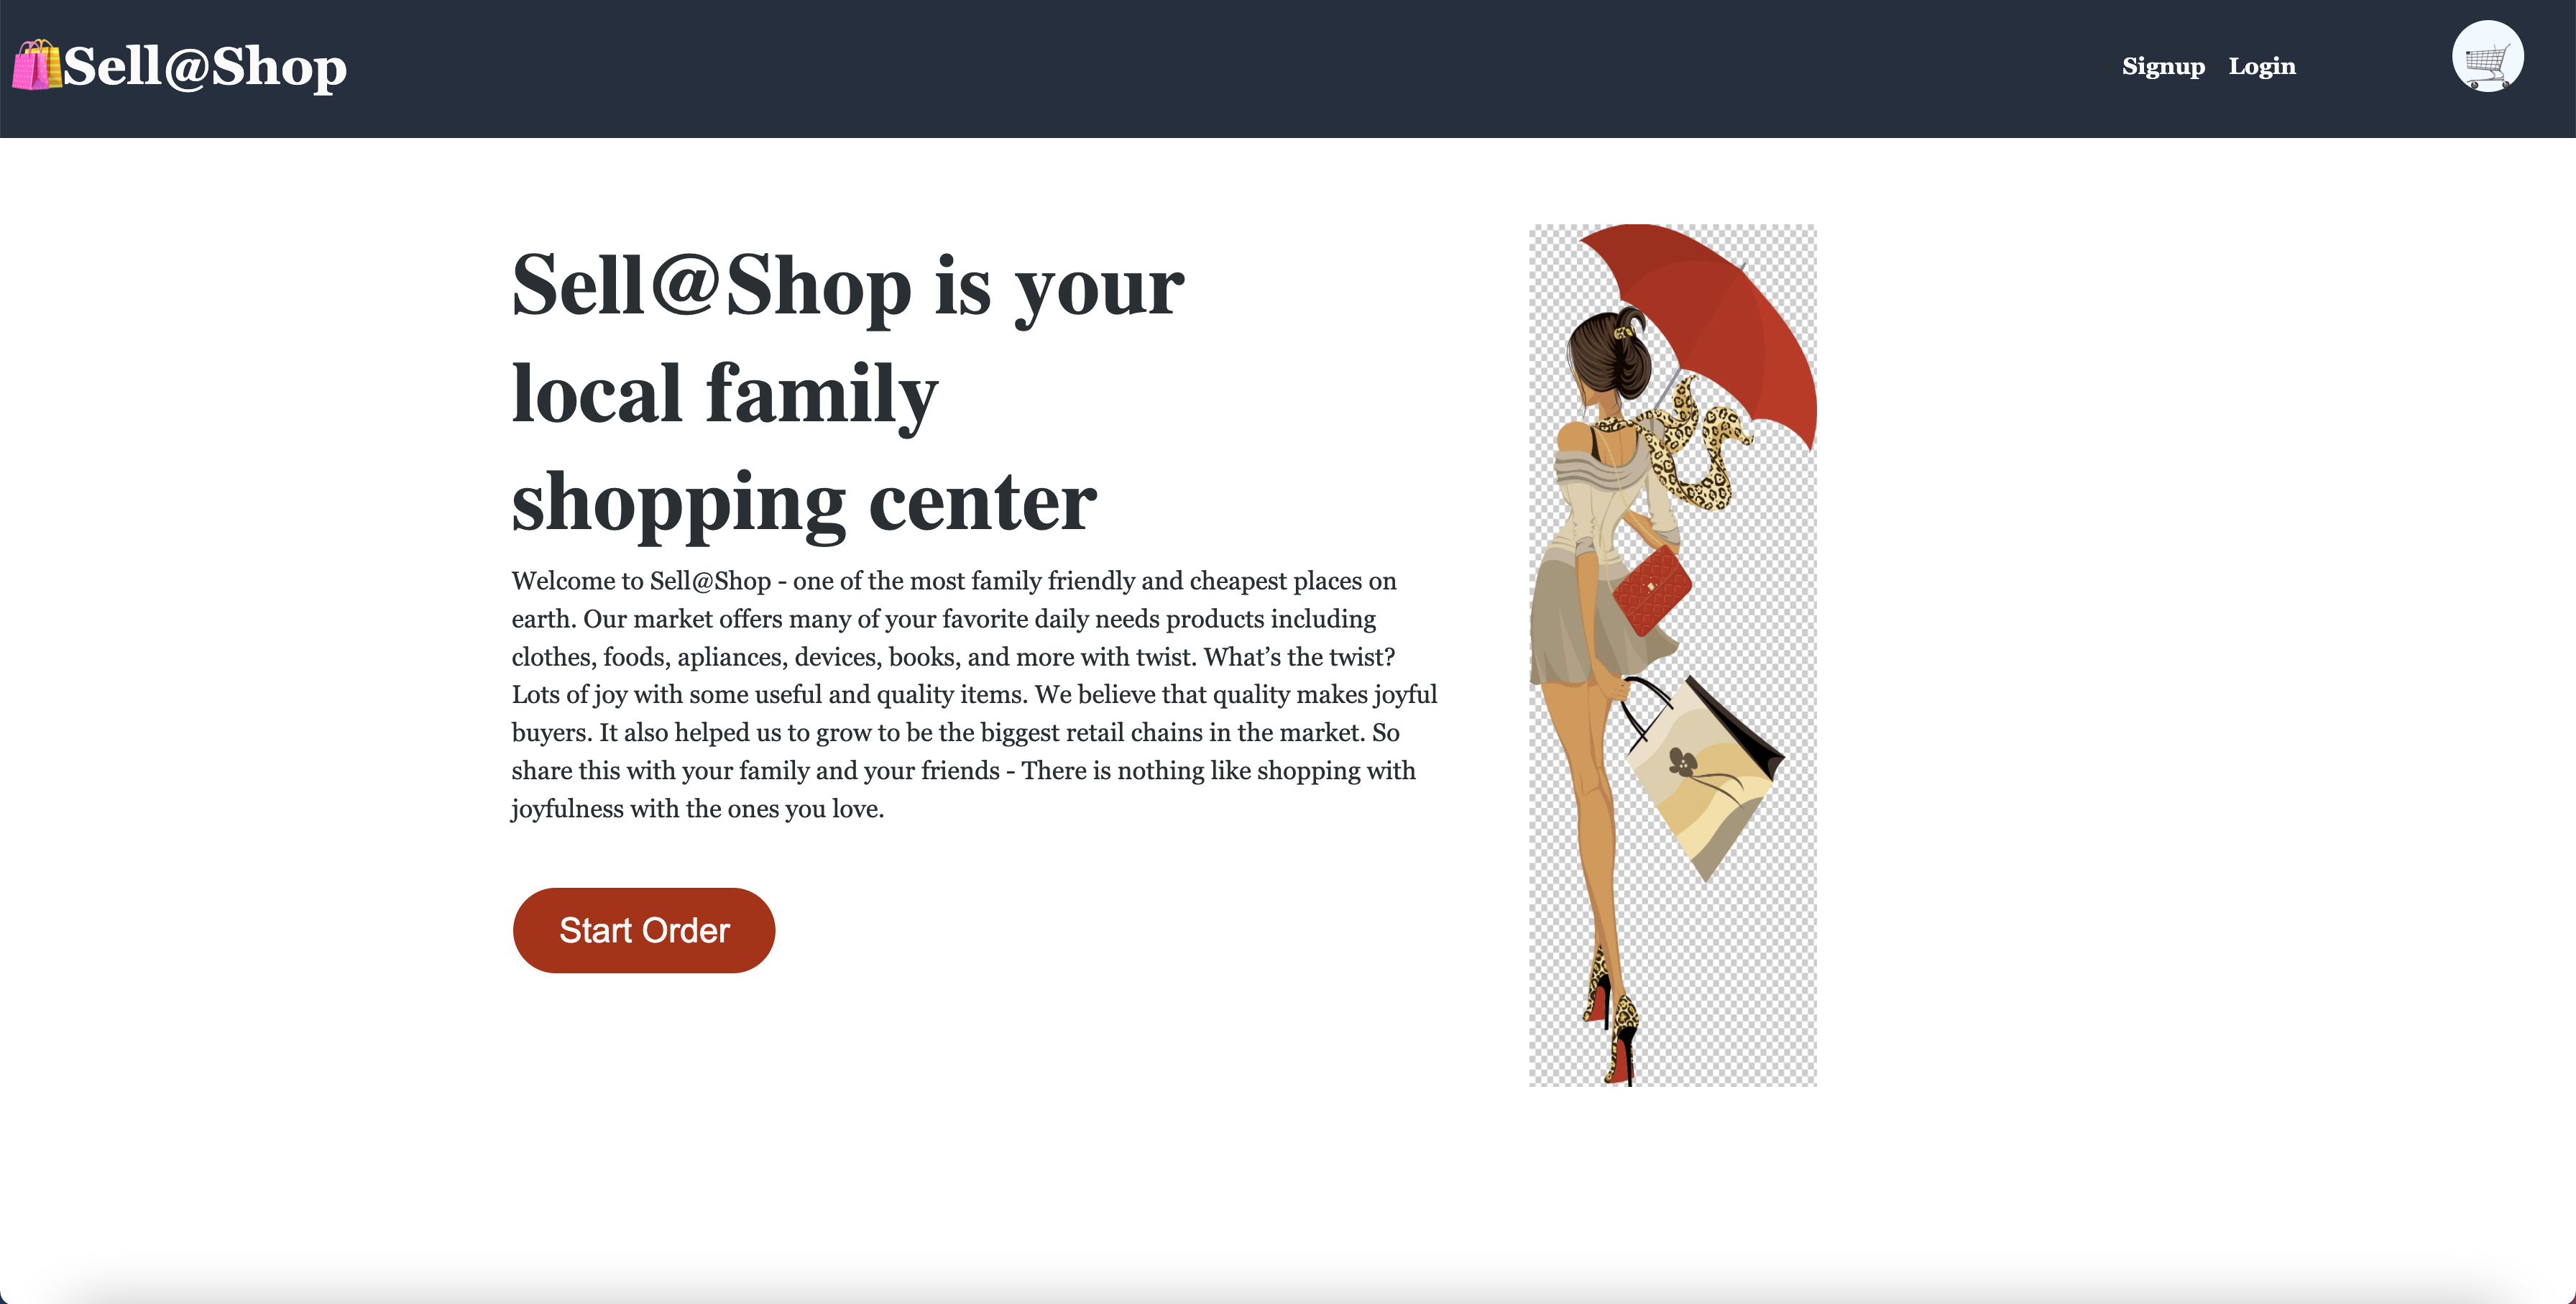 Sell@Shop
Signup Login
Sell@Shop is your
local family
shopping center
Welcome to Sell@Shop - one of the most family friendly and cheapest places on
earth. Our market offers many of your favorite daily needs products including
clothes, foods, apliances, devices, books, and more with twist. What’s the twist?
Lots of joy with some useful and quality items. We believe that quality makes joyful
buyers. It also helped us to grow to be the biggest retail chains in the market. So
share this with your family and your friends - There is nothing like shopping with
joyfulness with the ones you love.
Start Order